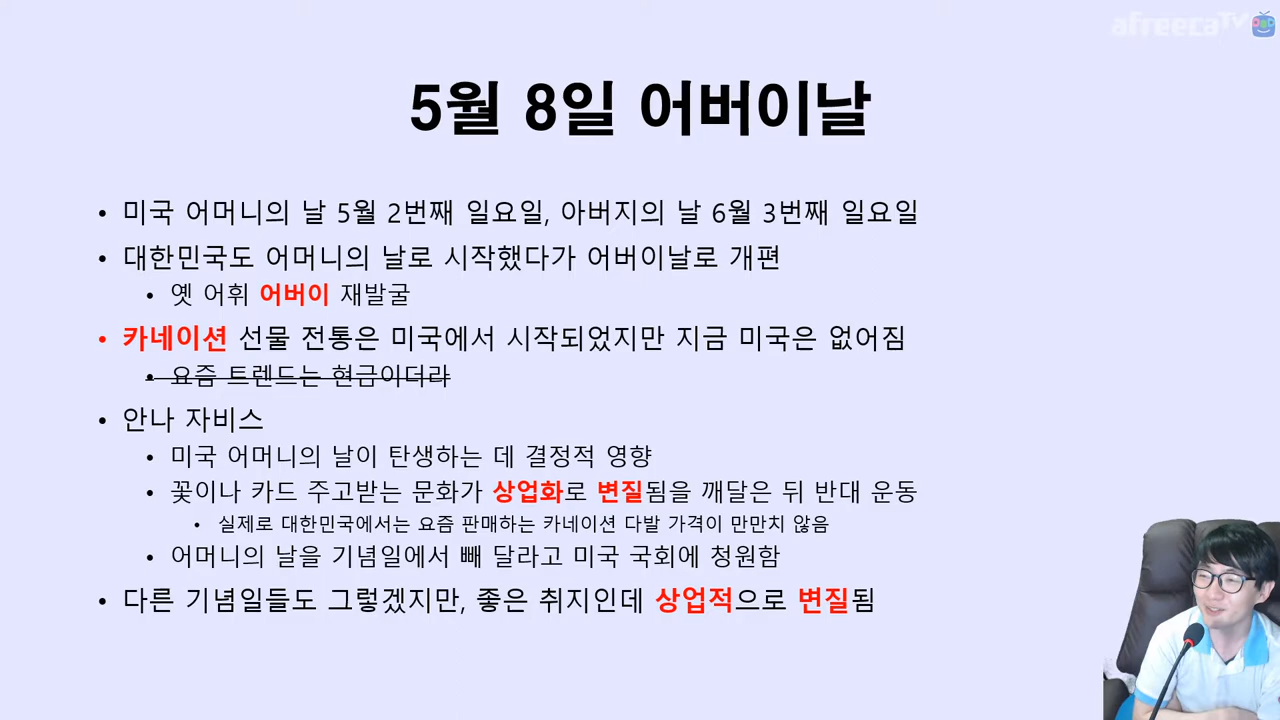 afreecaTV
5월 8일 어버이날
• 미국 어머니의 날 5월 2번째 일요일, 아버지의 날 6월 3번째 일요일
• 대한민국도 어머니의 날로 시작했다가 어버이날로 개편
• 옛 어휘 어버이 재발굴
• 카네이션 선물 전통은 미국에서 시작되었지만 지금 미국은 없어짐
• 요즘 트렌드는 현금이더라
• 안나 자비스
• 미국 어머니의 날이 탄생하는 데 결정적 영향
• 꽃이나 카드 주고받는 문화가 상업화로 변질됨을 깨달은 뒤 반대 운동
• 실제로 대한민국에서는 요즘 판매하는 카네이션 다발 가격이 만만치 않음
• 어머니의 날을 기념일에서 빼 달라고 미국 국회에 청원함
• 다른 기념일들도 그렇겠지만, 좋은 취지인데 상업적으로 변질됨